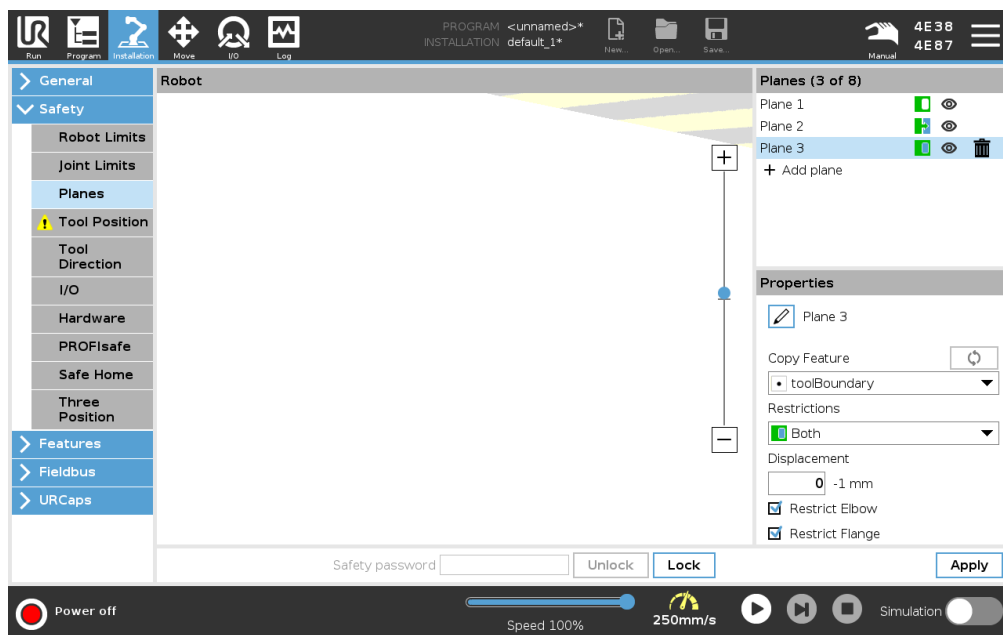 UR
PROGRAM <unnamed>*
INSTALLATION default_1*
Run Program Installation Move I/O Log New... Open... Save... Manual
4E38
4E87
General
Safety
Robot Limits
Joint Limits
Planes
Tool Position
Tool
Direction
I/O
Hardware
PROFIsafe
Safe Home
Three
Position
Features
Fieldbus
URCaps
Robot
+
−
Planes (3 of 8)
Plane 1
Plane 2
Plane 3
+ Add plane
Properties
Plane 3
Copy Feature
toolBoundary
Restrictions
Both
Displacement
0 -1 mm
Restrict Elbow
Restrict Flange
Safety password Unlock Lock Apply
Power off
Speed 100%
250mm/s
Simulation